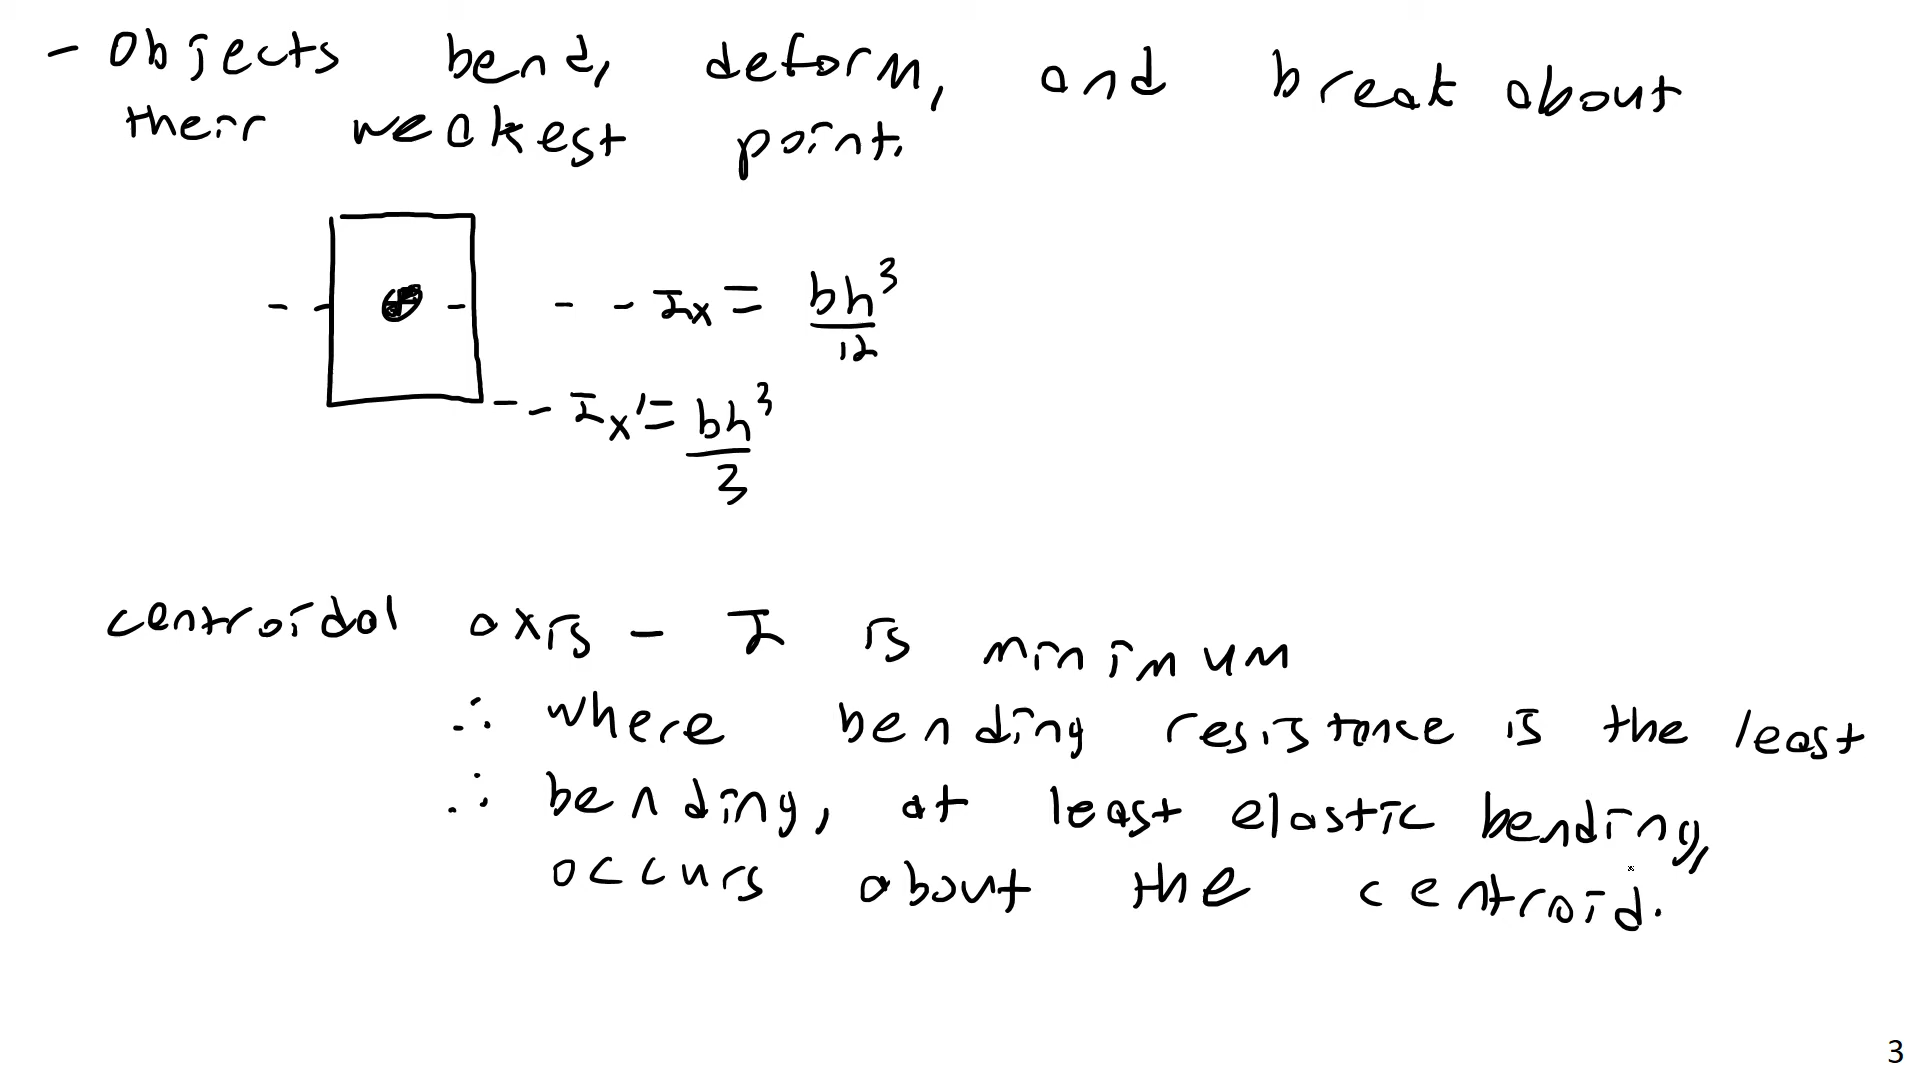 - Objects bend, deform, and break about
their weakest point.
- - - - Ix = bh³/12
- - Ix' = bh³/3
centroidal axis - I is minimum
∴ where bending resistance is the least
∴ bending, at least elastic bending,
occurs about the centroid.
3